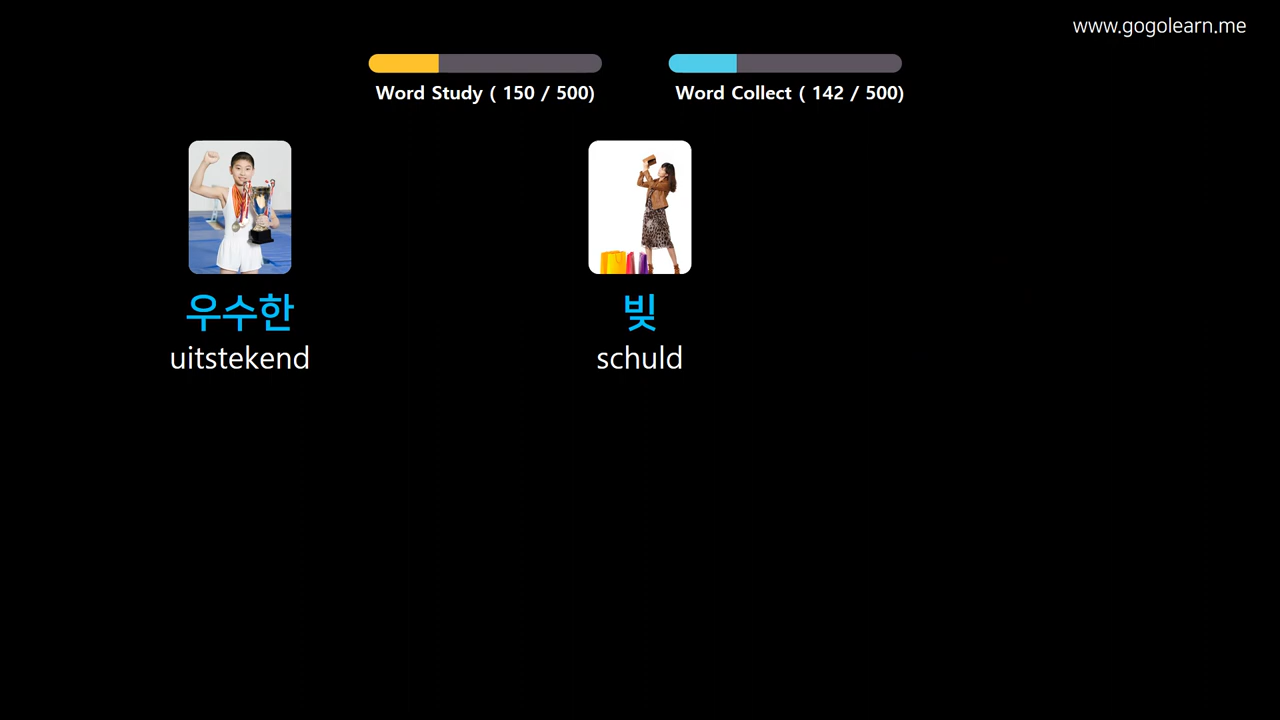 www.gogolearn.me
Word Study ( 150 / 500)
Word Collect ( 142 / 500)
우수한
uitstekend
빚
schuld